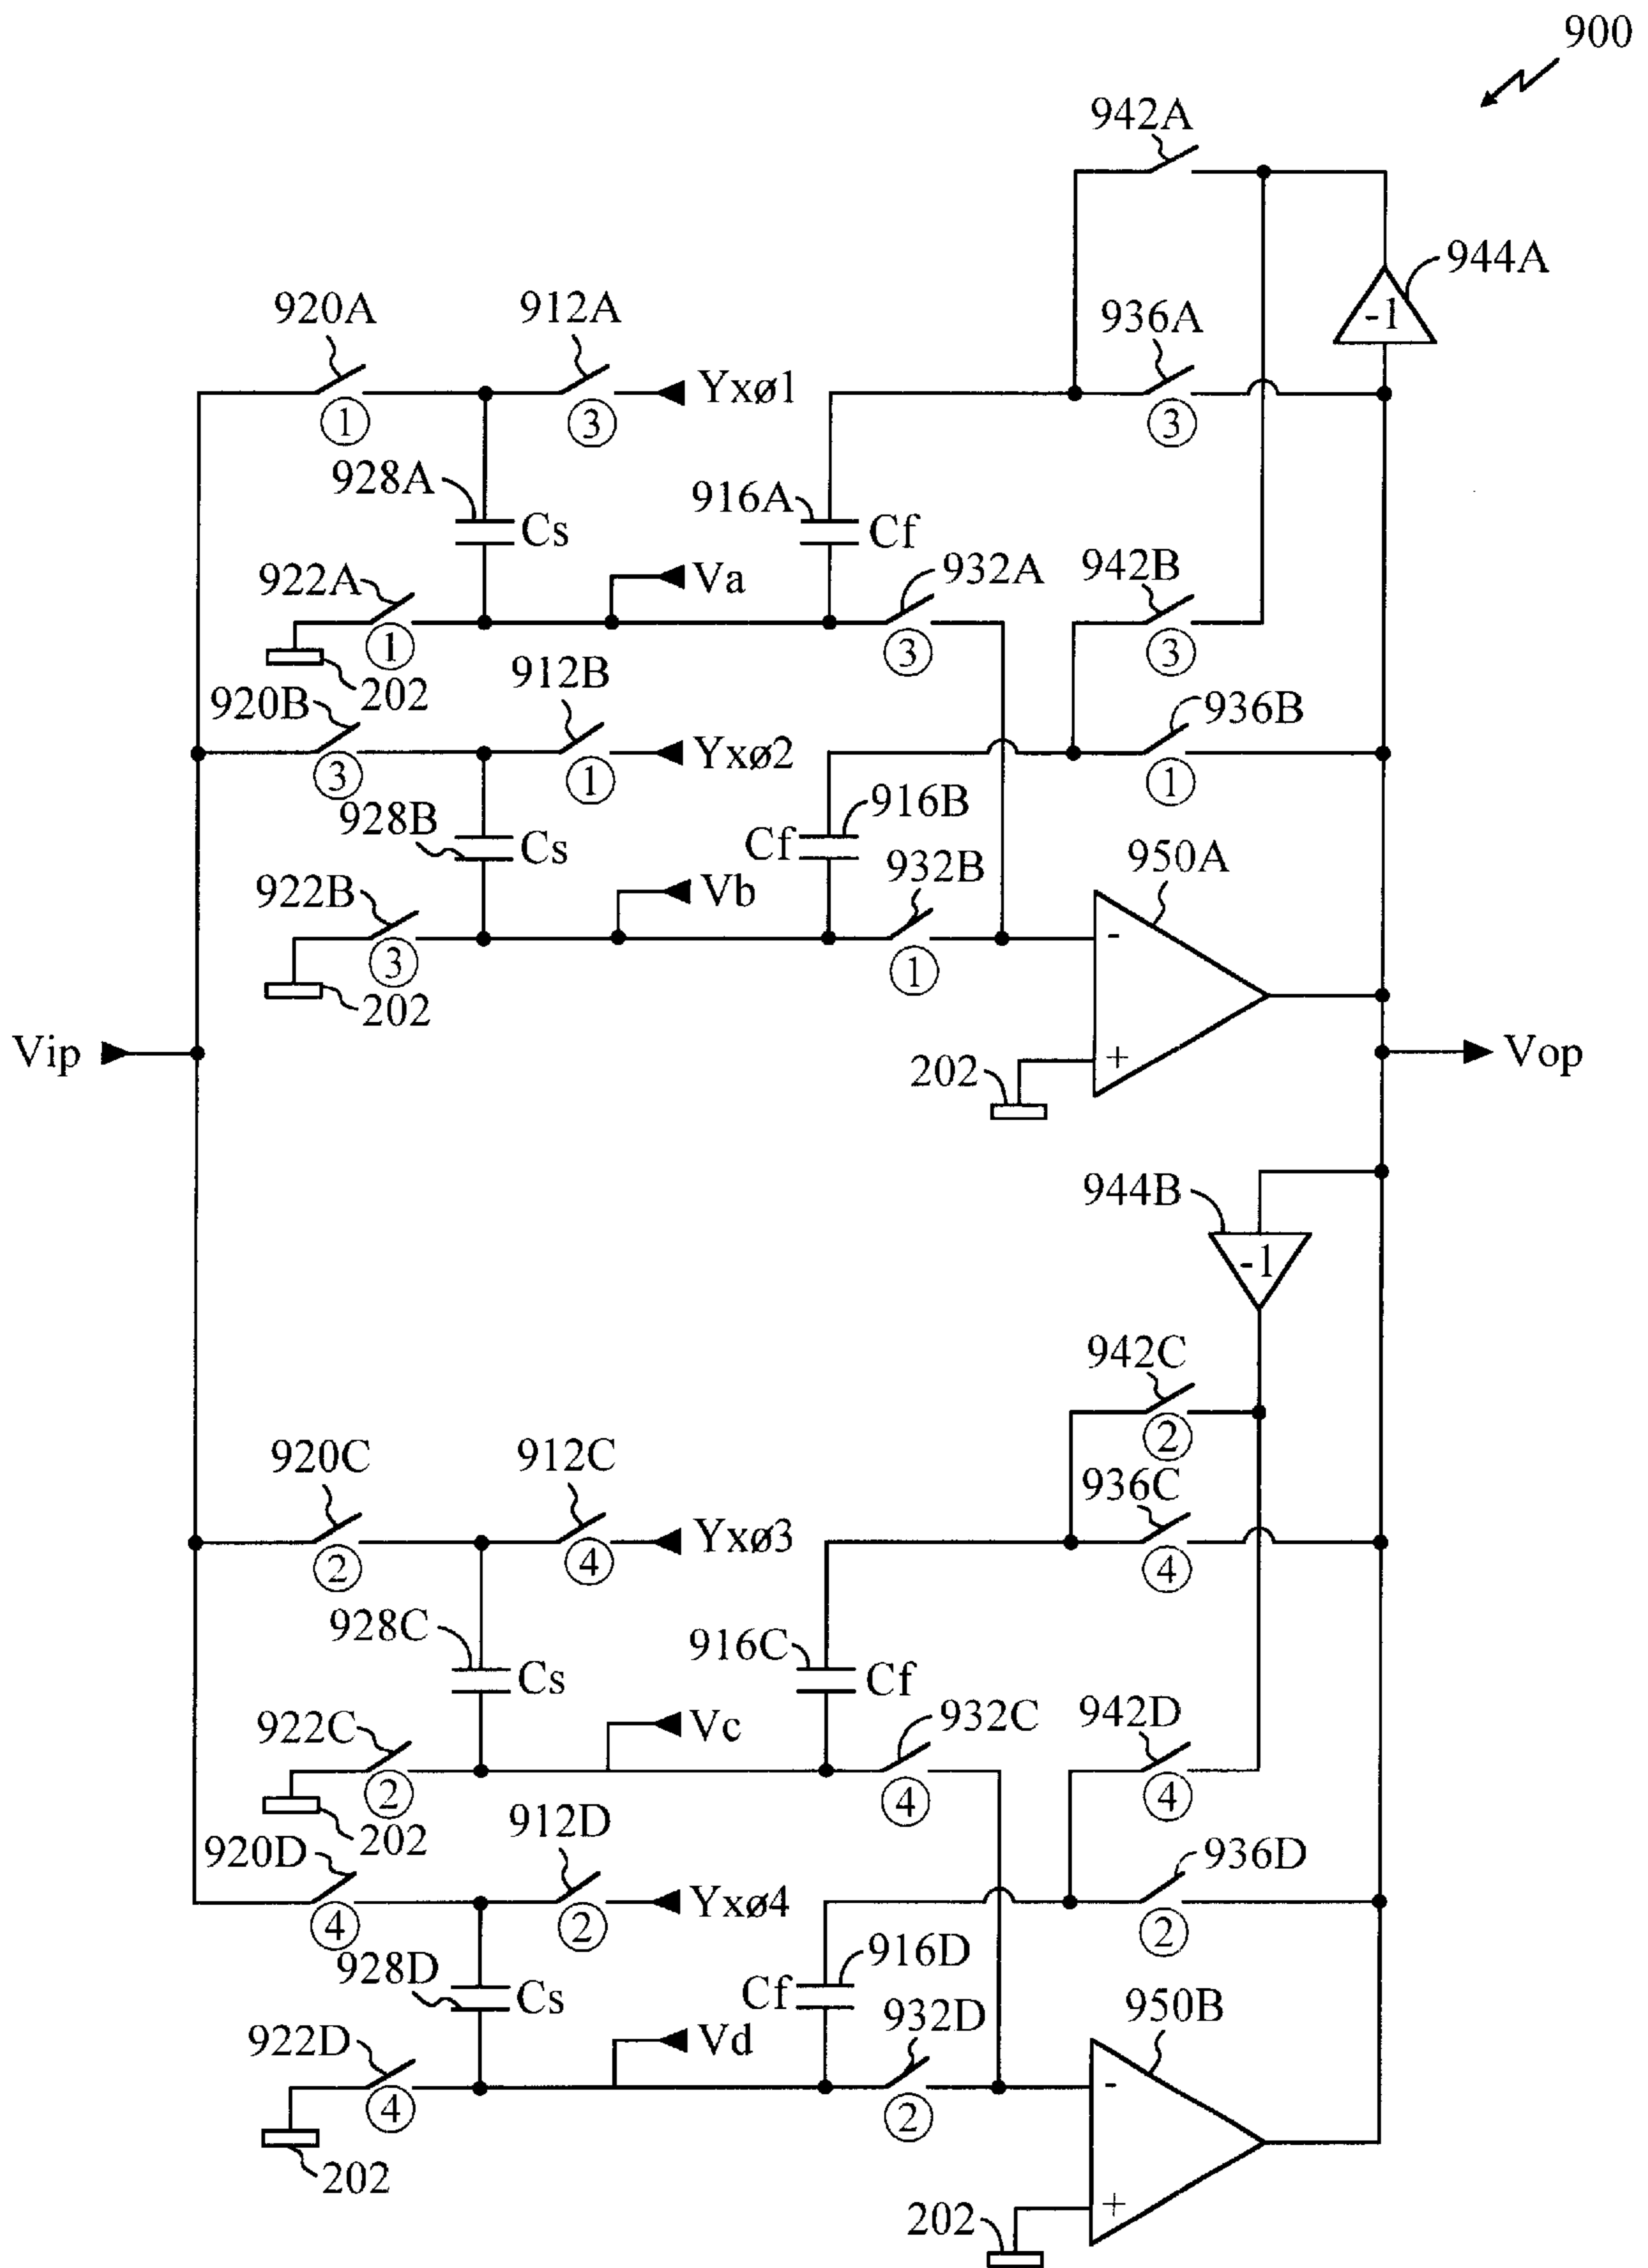 900
942A
944A
-1
920A
912A
936A
Yxø1
①
③
③
928A
916A
Cs
Cf
922A
Va
932A
942B
①
③
③
202
912B
920B
936B
Yxø2
③
①
①
928B
916B
Cs
Cf
932B
950A
922B
Vb
-
③
①
202
Vip
+
Vop
202
944B
-1
942C
②
920C
912C
936C
Yxø3
②
④
④
928C
916C
Cs
Cf
922C
Vc
932C
942D
②
④
④
202
912D
920D
936D
Yxø4
④
②
②
928D
916D
Cs
Cf
932D
950B
922D
Vd
-
④
②
202
+
202